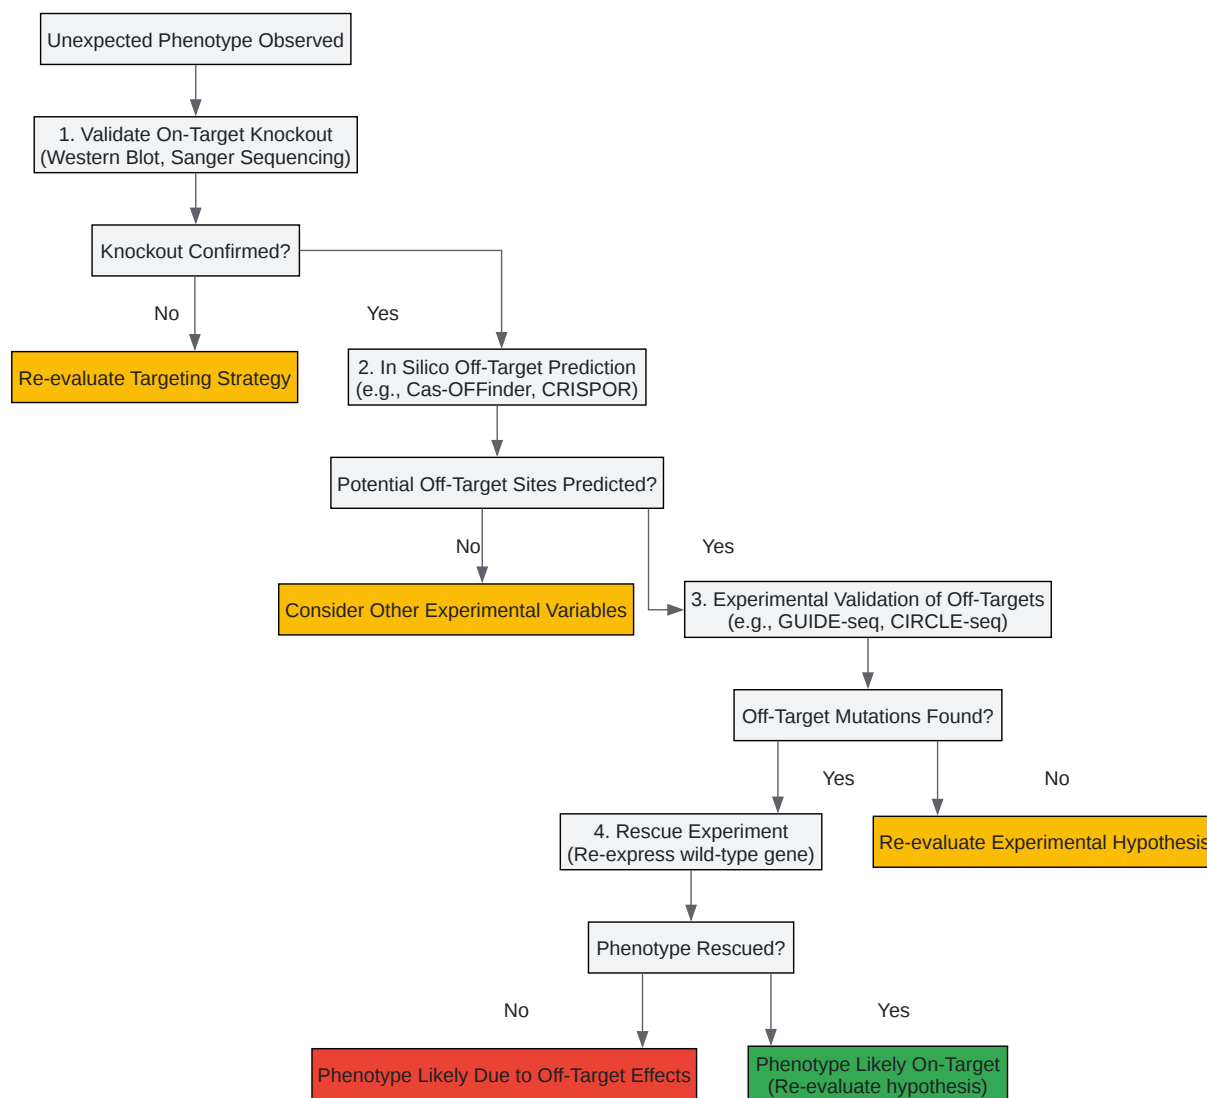 Unexpected Phenotype Observed
1. Validate On-Target Knockout
(Western Blot, Sanger Sequencing)
Knockout Confirmed?
No
Yes
Re-evaluate Targeting Strategy
2. In Silico Off-Target Prediction
(e.g., Cas-OFFinder, CRISPOR)
Potential Off-Target Sites Predicted?
No
Yes
Consider Other Experimental Variables
3. Experimental Validation of Off-Targets
(e.g., GUIDE-seq, CIRCLE-seq)
Off-Target Mutations Found?
Yes
No
4. Rescue Experiment
(Re-express wild-type gene)
Re-evaluate Experimental Hypothesis
Phenotype Rescued?
No
Yes
Phenotype Likely Due to Off-Target Effects
Phenotype Likely On-Target
(Re-evaluate hypothesis)